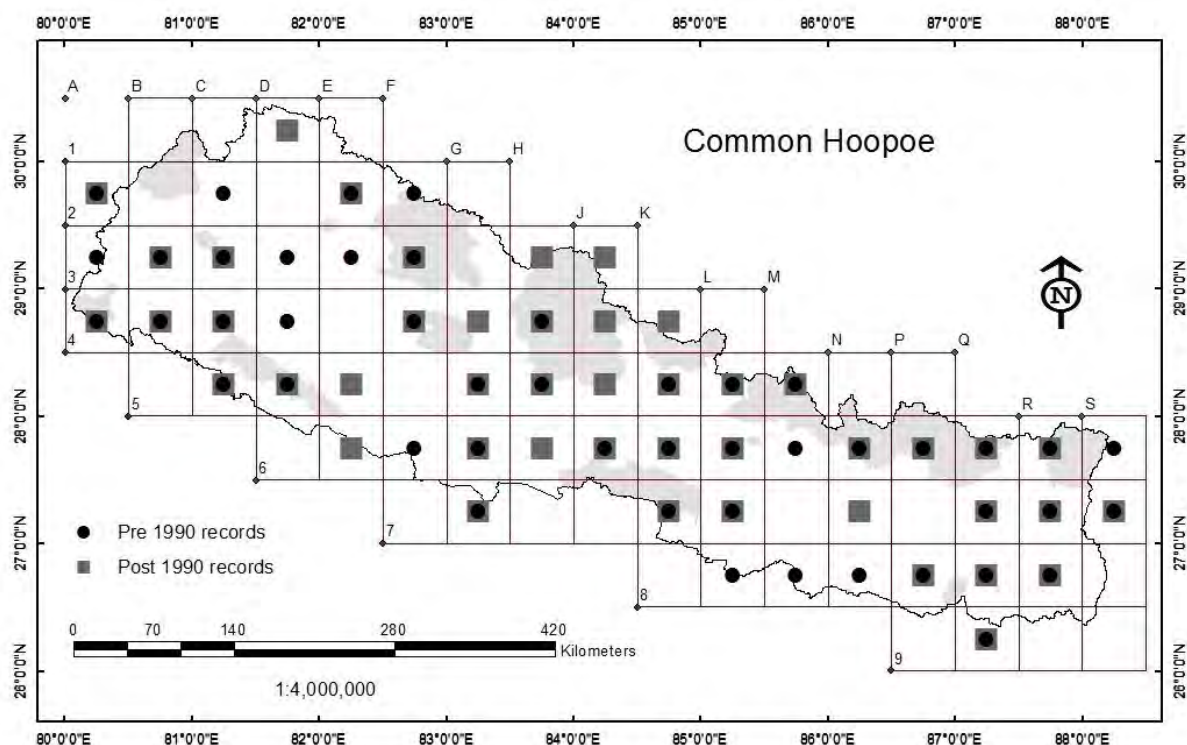 80°0'0"E 81°0'0"E 82°0'0"E 83°0'0"E 84°0'0"E 85°0'0"E 86°0'0"E 87°0'0"E 88°0'0"E
A B C D E F
Common Hoopoe
1 G H
30°0'0"N 30°0'0"N
2 J K
3 L M
29°0'0"N 29°0'0"N
N
4 N P Q
5 R S
28°0'0"N 28°0'0"N
6
Pre 1990 records
7
27°0'0"N 27°0'0"N
Post 1990 records
8
0 70 140 280 420
Kilometers
9
26°0'0"N 26°0'0"N
1:4,000,000
80°0'0"E 81°0'0"E 82°0'0"E 83°0'0"E 84°0'0"E 85°0'0"E 86°0'0"E 87°0'0"E 88°0'0"E